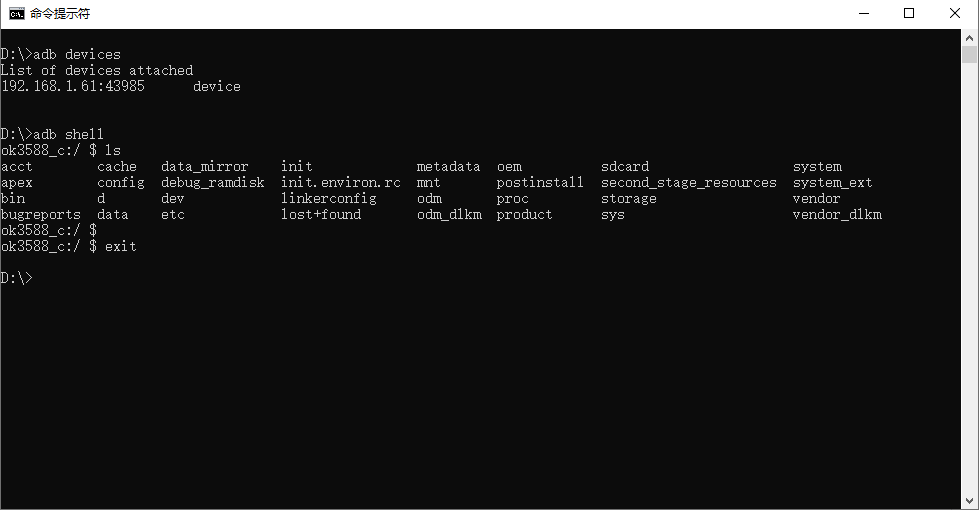 命令提示符
D:\>adb devices
List of devices attached
192.168.1.61:43985      device
D:\>adb shell
ok3588_c:/ $ ls
acct        cache   data_mirror    init             metadata  oem          sdcard                  system
apex        config  debug_ramdisk  init.environ.rc  mnt       postinstall  second_stage_resources  system_ext
bin         d       dev            linkerconfig     odm       proc         storage                 vendor
bugreports  data    etc            lost+found       odm_dlkm  product      sys                     vendor_dlkm
ok3588_c:/ $
ok3588_c:/ $ exit
D:\>